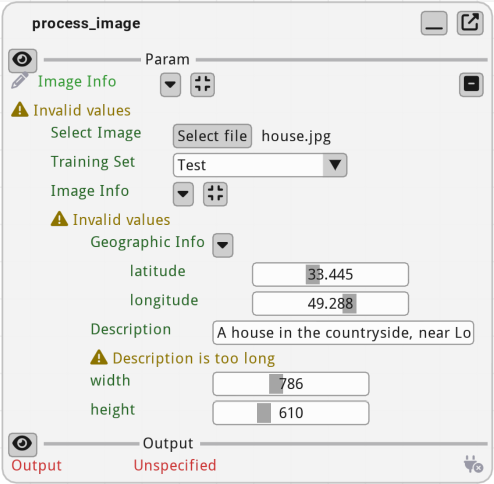 process_image
Param
Image Info
Invalid values
Select Image Select file house.jpg
Training Set Test
Image Info
Invalid values
Geographic Info
latitude 33.445
longitude 49.288
Description A house in the countryside, near Lo
Description is too long
width 786
height 610
Output
Output Unspecified